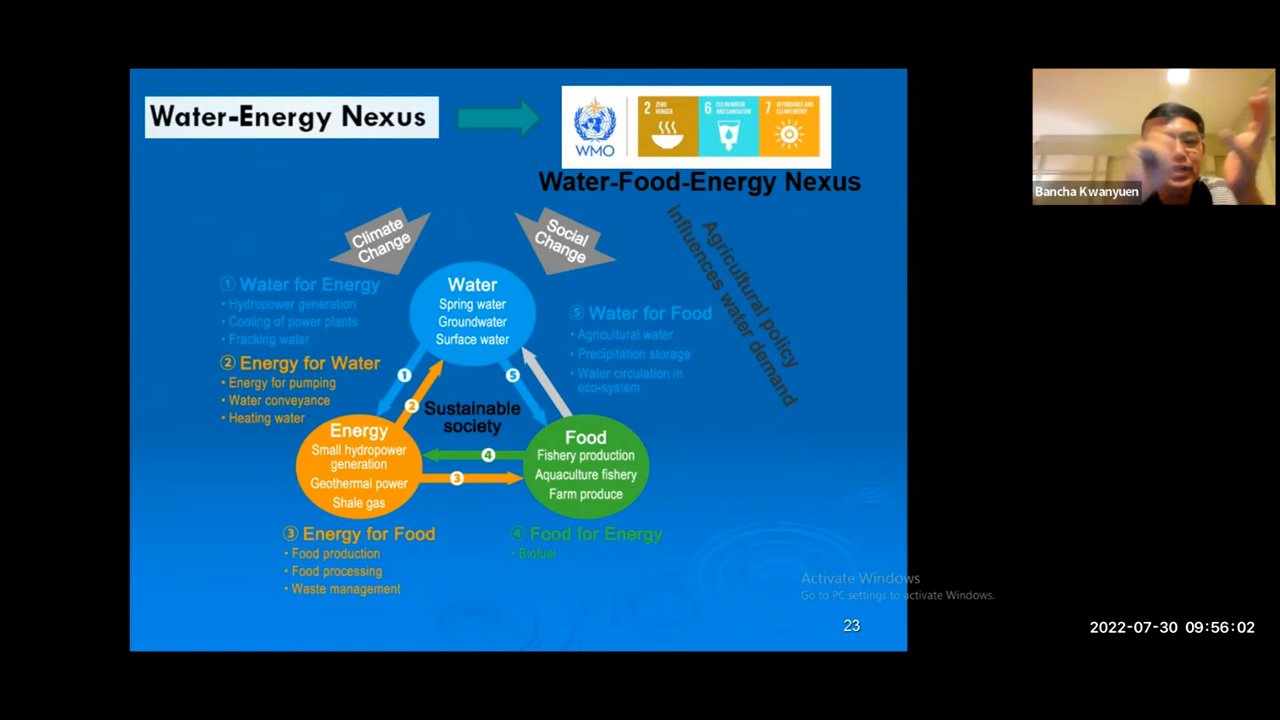 Water-Energy Nexus
WMO
2 ZERO HUNGER
6 CLEAN WATER AND SANITATION
7 AFFORDABLE AND CLEAN ENERGY
Water-Food-Energy Nexus
Bancha Kwanyuen
Climate
Change
Social
Change
Agricultural policy
influences water demand
① Water for Energy
• Hydropower generation
• Cooling of power plants
• Fracking water
Water
Spring water
Groundwater
Surface water
⑤ Water for Food
• Agricultural water
• Precipitation storage
• Water circulation in
eco-system
② Energy for Water
• Energy for pumping
• Water conveyance
• Heating water
1
5
2
Sustainable
society
4
3
Energy
Small hydropower
generation
Geothermal power
Shale gas
Food
Fishery production
Aquaculture fishery
Farm produce
③ Energy for Food
• Food production
• Food processing
• Waste management
④ Food for Energy
• Biofuel
Activate Windows
Go to PC settings to activate Windows.
23
2022-07-30 09:56:02